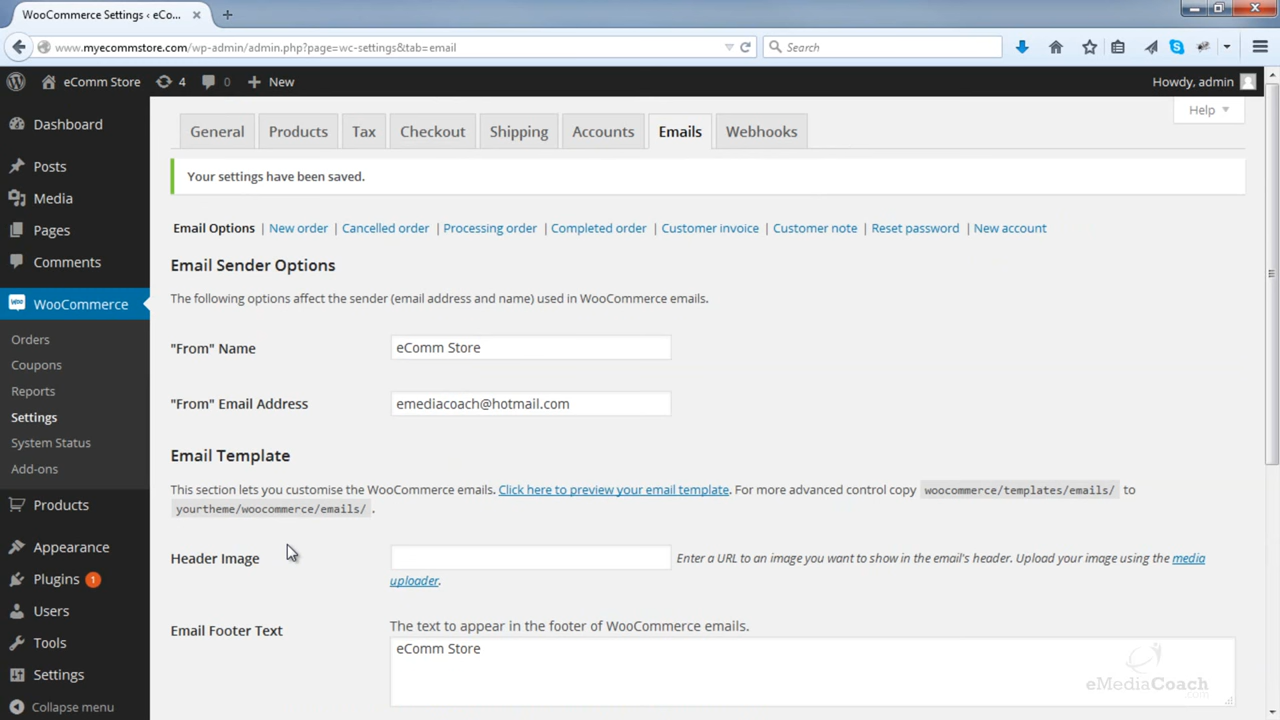 WooCommerce Settings ‹ eCo...
www.myecommstore.com/wp-admin/admin.php?page=wc-settings&tab=email
Search
eComm Store
4
0
New
Howdy, admin
Help
General
Products
Tax
Checkout
Shipping
Accounts
Emails
Webhooks
Your settings have been saved.
Email Options | New order | Cancelled order | Processing order | Completed order | Customer invoice | Customer note | Reset password | New account
Email Sender Options
The following options affect the sender (email address and name) used in WooCommerce emails.
"From" Name
eComm Store
"From" Email Address
emediacoach@hotmail.com
Email Template
This section lets you customise the WooCommerce emails. Click here to preview your email template. For more advanced control copy woocommerce/templates/emails/ to
yourtheme/woocommerce/emails/ .
Header Image
Enter a URL to an image you want to show in the email's header. Upload your image using the media
uploader.
Email Footer Text
The text to appear in the footer of WooCommerce emails.
eComm Store
Dashboard
Posts
Media
Pages
Comments
WooCommerce
Orders
Coupons
Reports
Settings
System Status
Add-ons
Products
Appearance
Plugins 1
Users
Tools
Settings
Collapse menu
eMediaCoach
.com